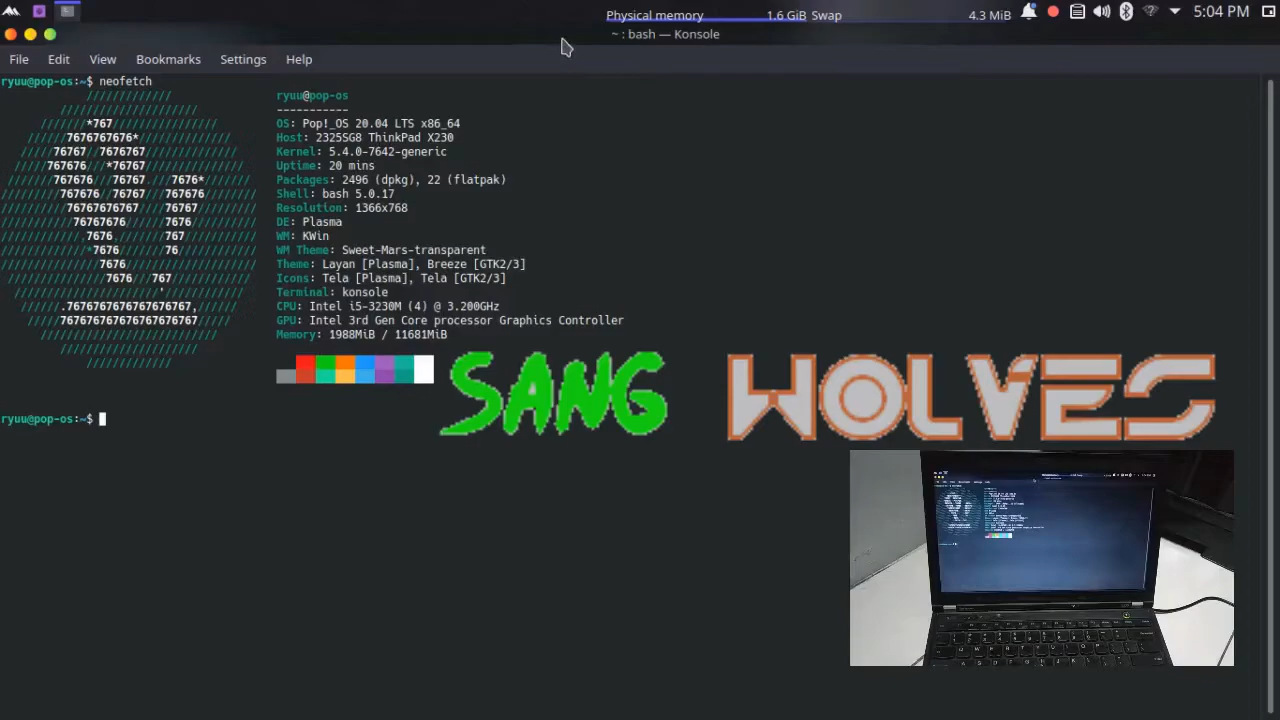 Physical memory 1.6 GiB Swap 4.3 MiB 5:04 PM
~ : bash — Konsole
File Edit View Bookmarks Settings Help
ryuu@pop-os:~$ neofetch
ryuu@pop-os
-----------
OS: Pop!_OS 20.04 LTS x86_64
Host: 2325SG8 ThinkPad X230
Kernel: 5.4.0-7642-generic
Uptime: 20 mins
Packages: 2496 (dpkg), 22 (flatpak)
Shell: bash 5.0.17
Resolution: 1366x768
DE: Plasma
WM: KWin
WM Theme: Sweet-Mars-transparent
Theme: Layan [Plasma], Breeze [GTK2/3]
Icons: Tela [Plasma], Tela [GTK2/3]
Terminal: konsole
CPU: Intel i5-3230M (4) @ 3.200GHz
GPU: Intel 3rd Gen Core processor Graphics Controller
Memory: 1988MiB / 11681MiB
SANG WOLVES
ryuu@pop-os:~$